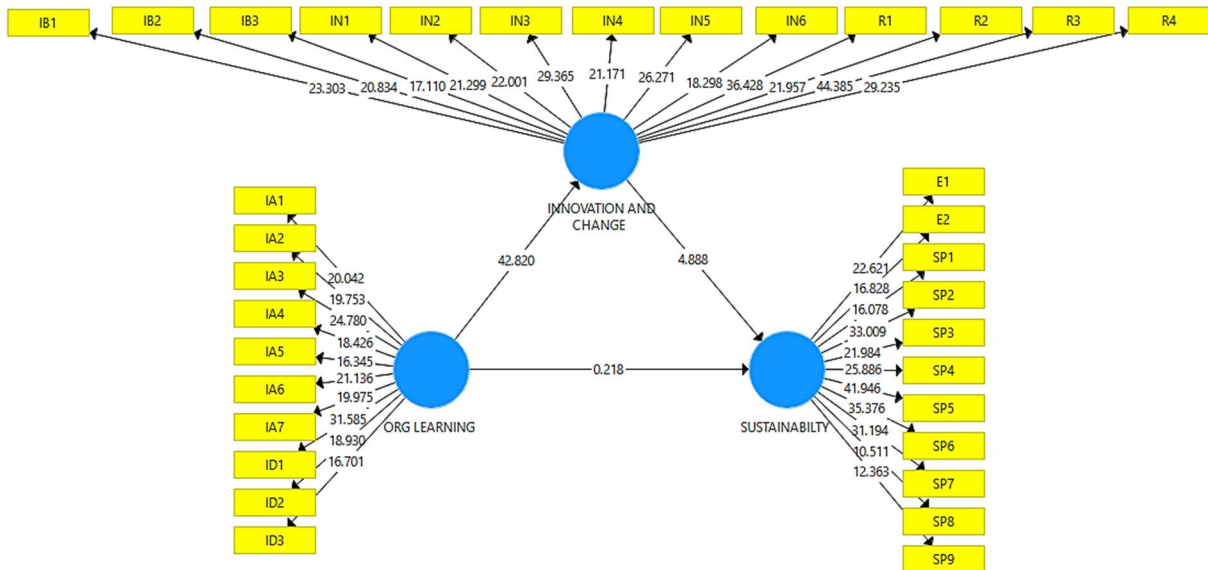 IB1 IB2 IB3 IN1 IN2 IN3 IN4 IN5 IN6 R1 R2 R3 R4
23.303 20.834 17.110 21.299 22.001 29.365 21.171 26.271 18.298 36.428 21.957 44.385 29.235
INNOVATION AND
CHANGE
42.820
4.888
IA1
IA2
IA3
IA4
IA5
IA6
IA7
ID1
ID2
ID3
20.042
19.753
24.780
18.426
16.345
21.136
19.975
31.585
18.930
16.701
ORG LEARNING
0.218
SUSTAINABILTY
22.621
16.828
16.078
33.009
21.984
25.886
41.946
35.376
31.194
10.511
12.363
E1
E2
SP1
SP2
SP3
SP4
SP5
SP6
SP7
SP8
SP9